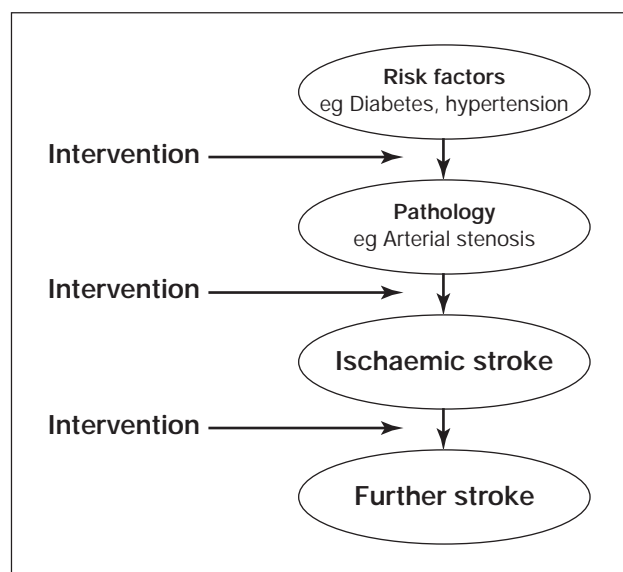 Risk factors
eg Diabetes, hypertension
Intervention
Pathology
eg Arterial stenosis
Intervention
Ischaemic stroke
Intervention
Further stroke